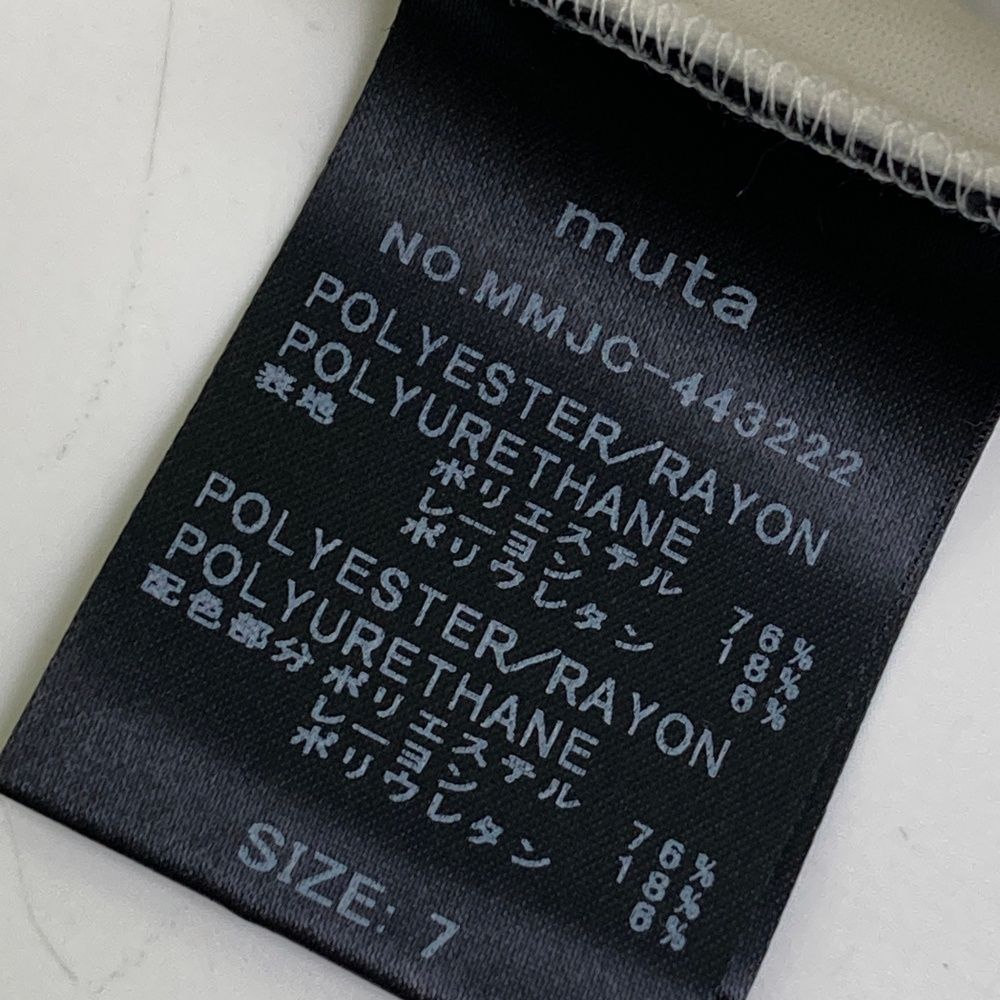 muta
NO.MMJC-443222
POLYESTER/RAYON
POLYURETHANE
表地 ポリエステル 76%
レーヨン 18%
ポリウレタン 6%
POLYESTER/RAYON
POLYURETHANE
配色部分 ポリエステル 76%
レーヨン 18%
ポリウレタン 6%
SIZE: 7